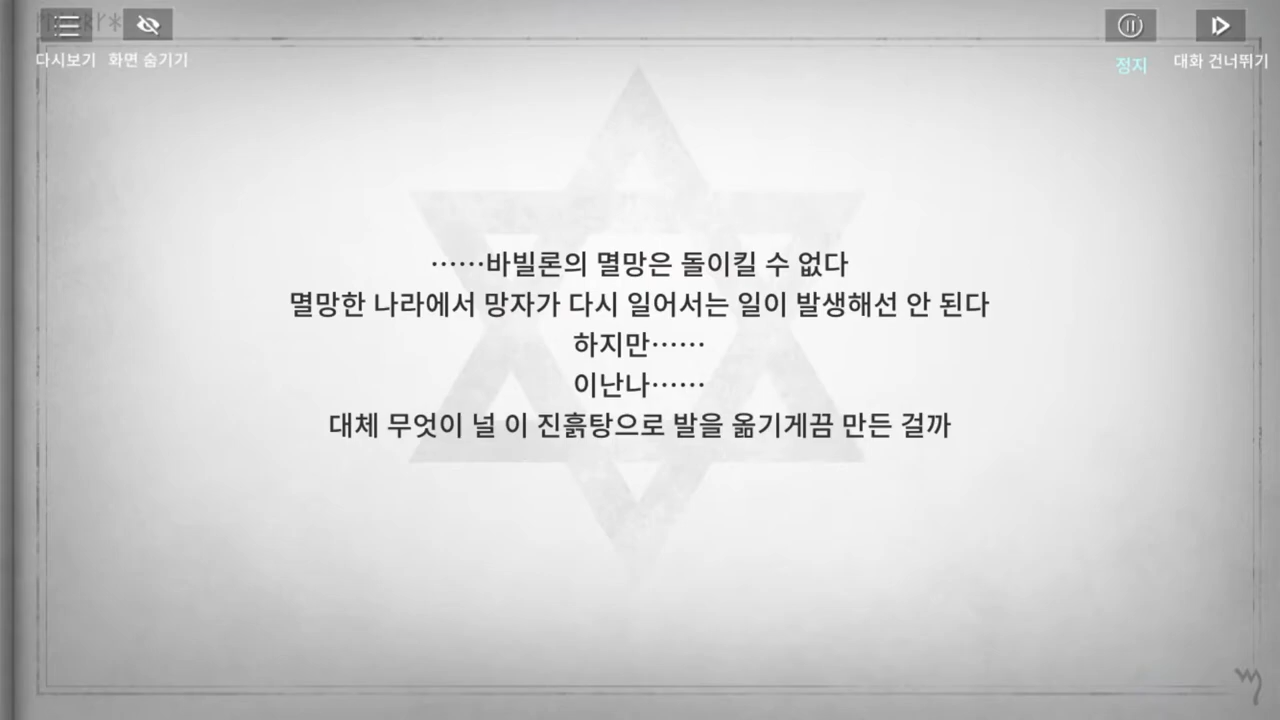 다시보기 화면 숨기기 정지 대화 건너뛰기
……바빌론의 멸망은 돌이킬 수 없다
멸망한 나라에서 망자가 다시 일어서는 일이 발생해선 안 된다
하지만……
이난나……
대체 무엇이 널 이 진흙탕으로 발을 옮기게끔 만든 걸까